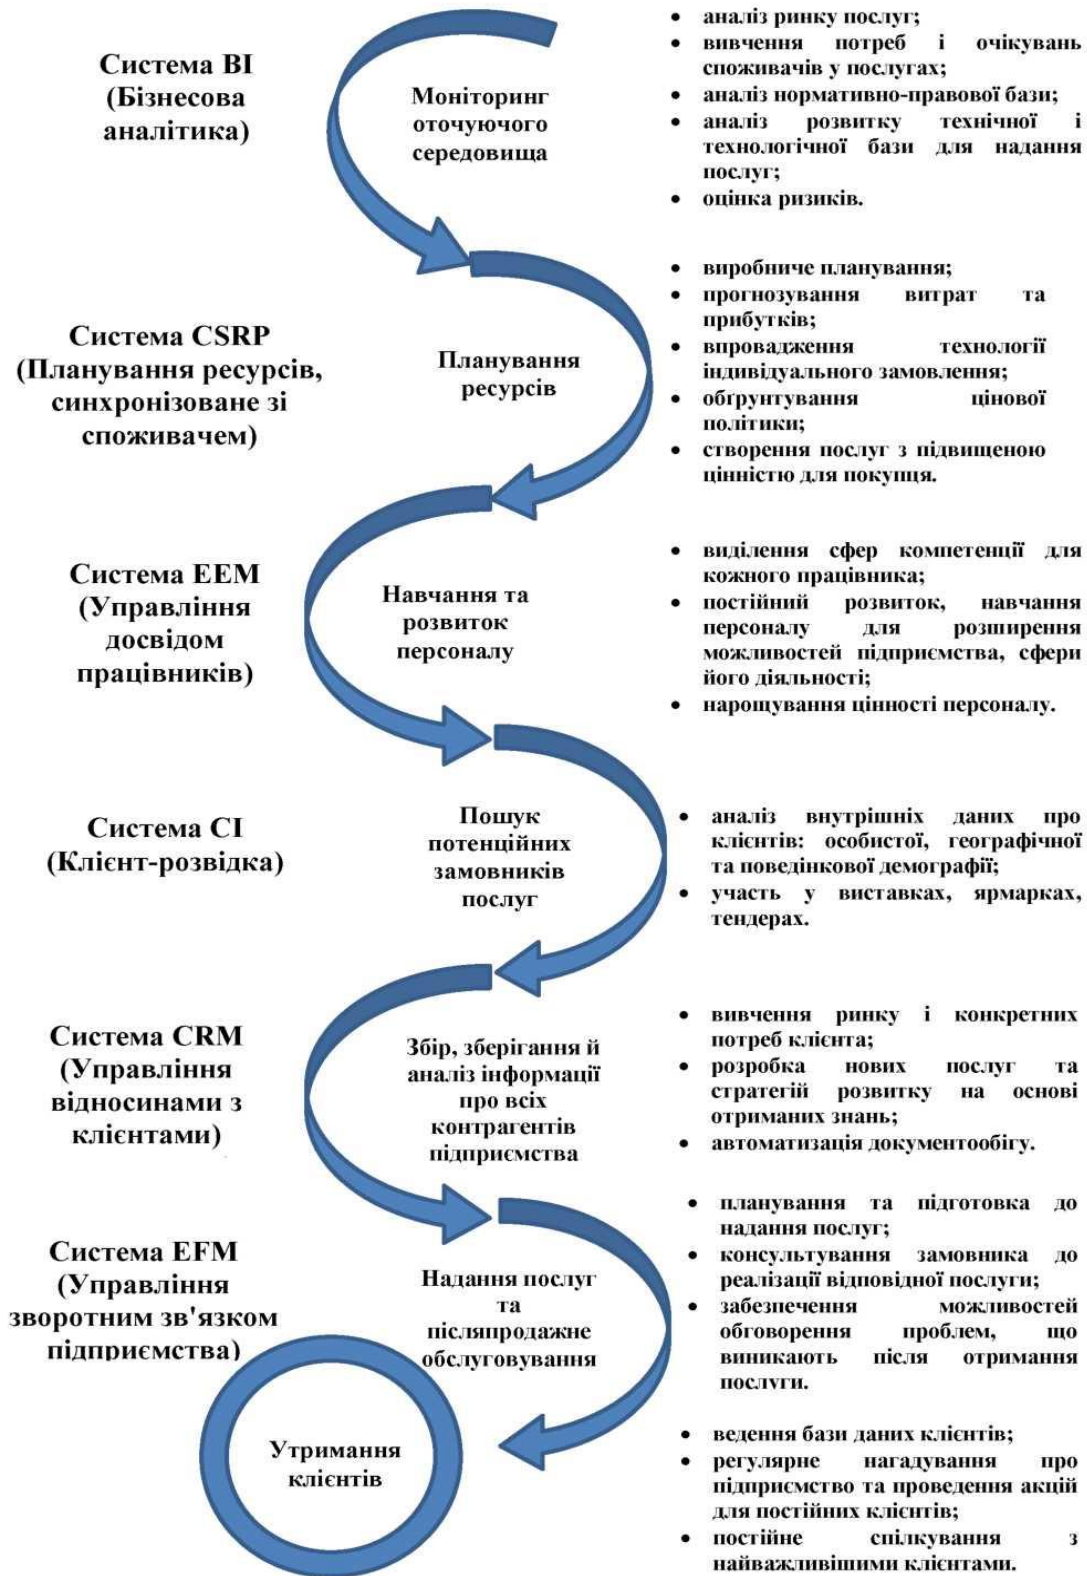 Система BI
(Бізнесова
аналітика)
Моніторинг
оточуючого
середовища
• аналіз ринку послуг;
• вивчення потреб і очікувань
споживачів у послугах;
• аналіз нормативно-правової бази;
• аналіз розвитку технічної і
технологічної бази для надання
послуг;
• оцінка ризиків.
Система CSRP
(Планування ресурсів,
синхронізоване зі
споживачем)
Планування
ресурсів
• виробниче планування;
• прогнозування витрат та
прибутків;
• впровадження технології
індивідуального замовлення;
• обґрунтування цінової
політики;
• створення послуг з підвищеною
цінністю для покупця.
Система EEM
(Управління
досвідом
працівників)
Навчання та
розвиток
персоналу
• виділення сфер компетенції для
кожного працівника;
• постійний розвиток, навчання
персоналу для розширення
можливостей підприємства, сфери
його діяльності;
• нарощування цінності персоналу.
Система CI
(Клієнт-розвідка)
Пошук
потенційних
замовників
послуг
• аналіз внутрішніх даних про
клієнтів: особистої, географічної
та поведінкової демографії;
• участь у виставках, ярмарках,
тендерах.
Система CRM
(Управління
відносинами з
клієнтами)
Збір, зберігання й
аналіз інформації
про всіх
контрагентів
підприємства
• вивчення ринку і конкретних
потреб клієнта;
• розробка нових послуг та
стратегій розвитку на основі
отриманих знань;
• автоматизація документообігу.
Система EFM
(Управління
зворотним зв'язком
підприємства)
Надання послуг
та
післяпродажне
обслуговування
• планування та підготовка до
надання послуг;
• консультування замовника до
реалізації відповідної послуги;
• забезпечення можливостей
обговорення проблем, що
виникають після отримання
послуги.
Утримання
клієнтів
• ведення бази даних клієнтів;
• регулярне нагадування про
підприємство та проведення акцій
для постійних клієнтів;
• постійне спілкування з
найважливішими клієнтами.